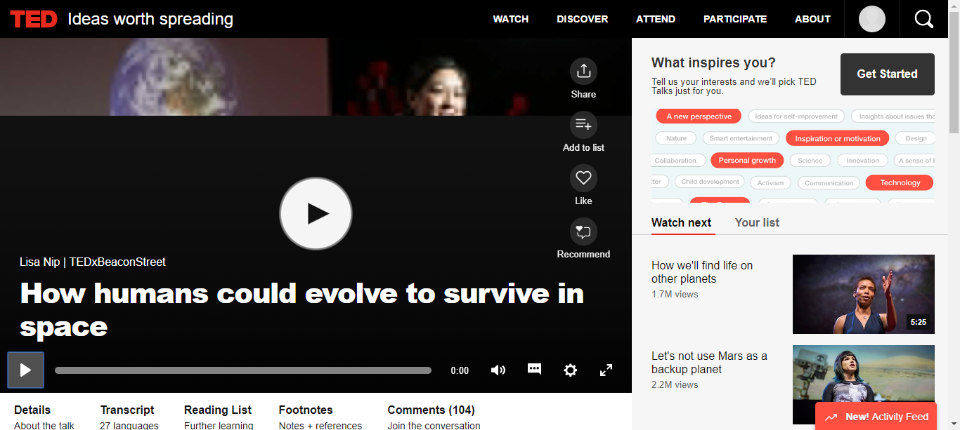 TED Ideas worth spreading
WATCH DISCOVER ATTEND PARTICIPATE ABOUT
Share
Add to list
Like
Recommend
Lisa Nip | TEDxBeaconStreet
How humans could evolve to survive in
space
0:00
Details
About the talk
Transcript
27 languages
Reading List
Further learning
Footnotes
Notes + references
Comments (104)
Join the conversation
What inspires you?
Tell us your interests and we'll pick TED
Talks just for you.
Get Started
A new perspective Ideas for self-improvement Insights about issues tha
Nature Smart entertainment Inspiration or motivation Design
Collaboration Personal growth Science Innovation A sense of
Child development Activism Communication Technology
Watch next Your list
How we'll find life on
other planets
1.7M views
5:25
Let's not use Mars as a
backup planet
2.2M views
New! Activity Feed